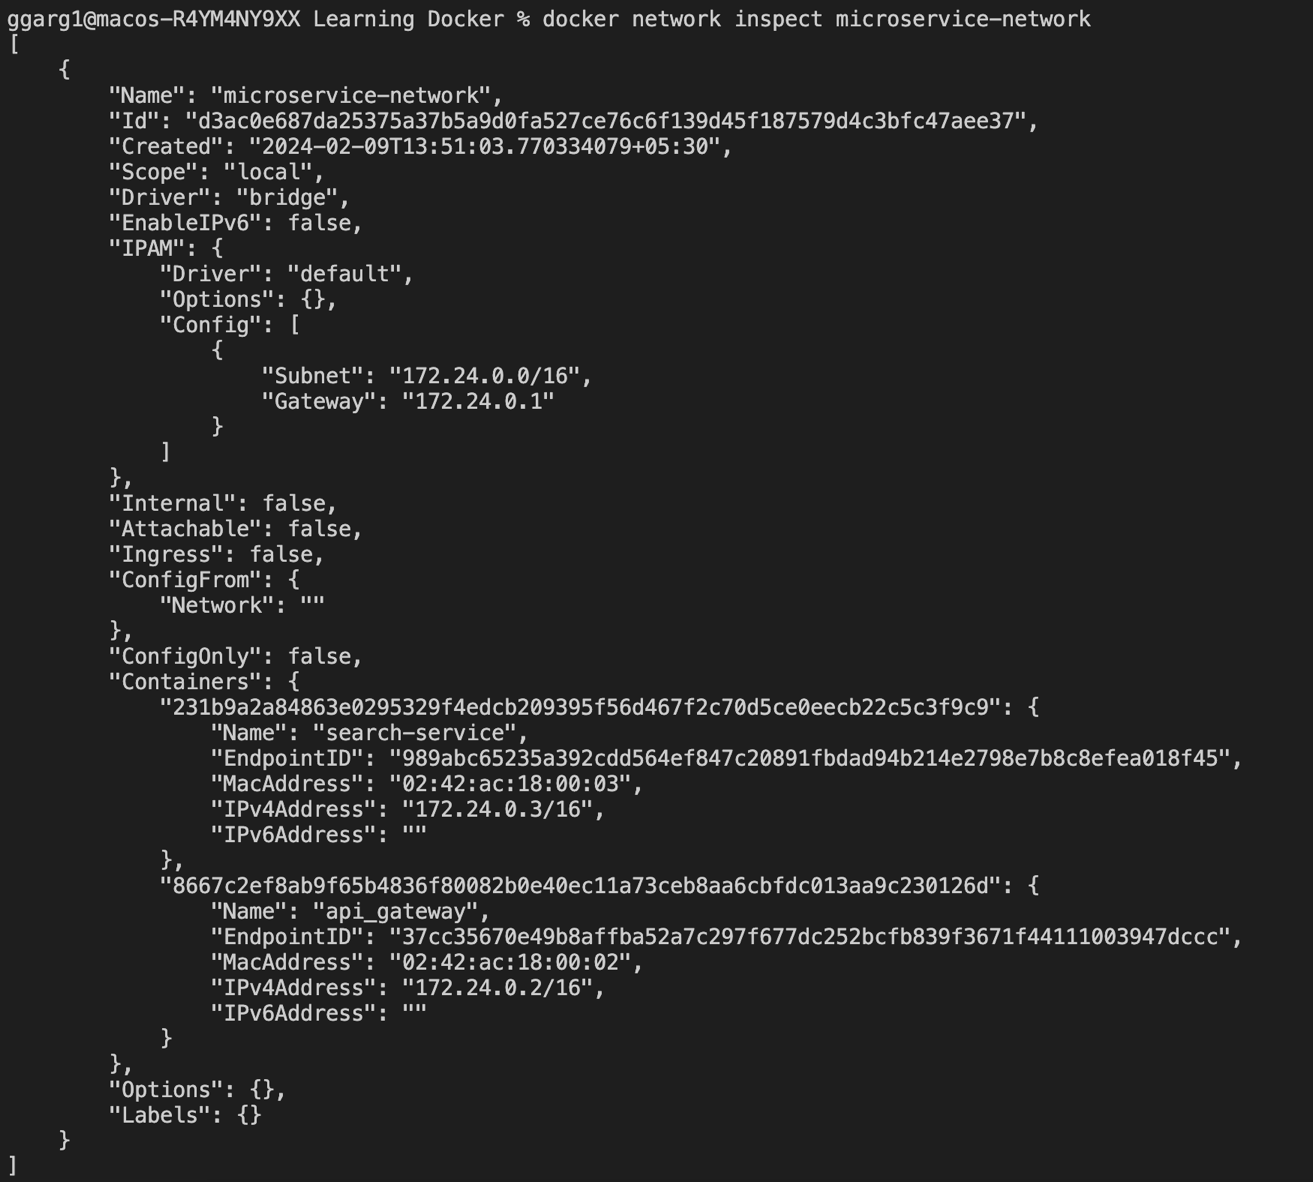 ggarg1@macos-R4YM4NY9XX Learning Docker % docker network inspect microservice-network
[
    {
        "Name": "microservice-network",
        "Id": "d3ac0e687da25375a37b5a9d0fa527ce76c6f139d45f187579d4c3bfc47aee37",
        "Created": "2024-02-09T13:51:03.770334079+05:30",
        "Scope": "local",
        "Driver": "bridge",
        "EnableIPv6": false,
        "IPAM": {
            "Driver": "default",
            "Options": {},
            "Config": [
                {
                    "Subnet": "172.24.0.0/16",
                    "Gateway": "172.24.0.1"
                }
            ]
        },
        "Internal": false,
        "Attachable": false,
        "Ingress": false,
        "ConfigFrom": {
            "Network": ""
        },
        "ConfigOnly": false,
        "Containers": {
            "231b9a2a84863e0295329f4edcb209395f56d467f2c70d5ce0eecb22c5c3f9c9": {
                "Name": "search-service",
                "EndpointID": "989abc65235a392cdd564ef847c20891fbdad94b214e2798e7b8c8efea018f45",
                "MacAddress": "02:42:ac:18:00:03",
                "IPv4Address": "172.24.0.3/16",
                "IPv6Address": ""
            },
            "8667c2ef8ab9f65b4836f80082b0e40ec11a73ceb8aa6cbfdc013aa9c230126d": {
                "Name": "api_gateway",
                "EndpointID": "37cc35670e49b8affba52a7c297f677dc252bcfb839f3671f44111003947dccc",
                "MacAddress": "02:42:ac:18:00:02",
                "IPv4Address": "172.24.0.2/16",
                "IPv6Address": ""
            }
        },
        "Options": {},
        "Labels": {}
    }
]